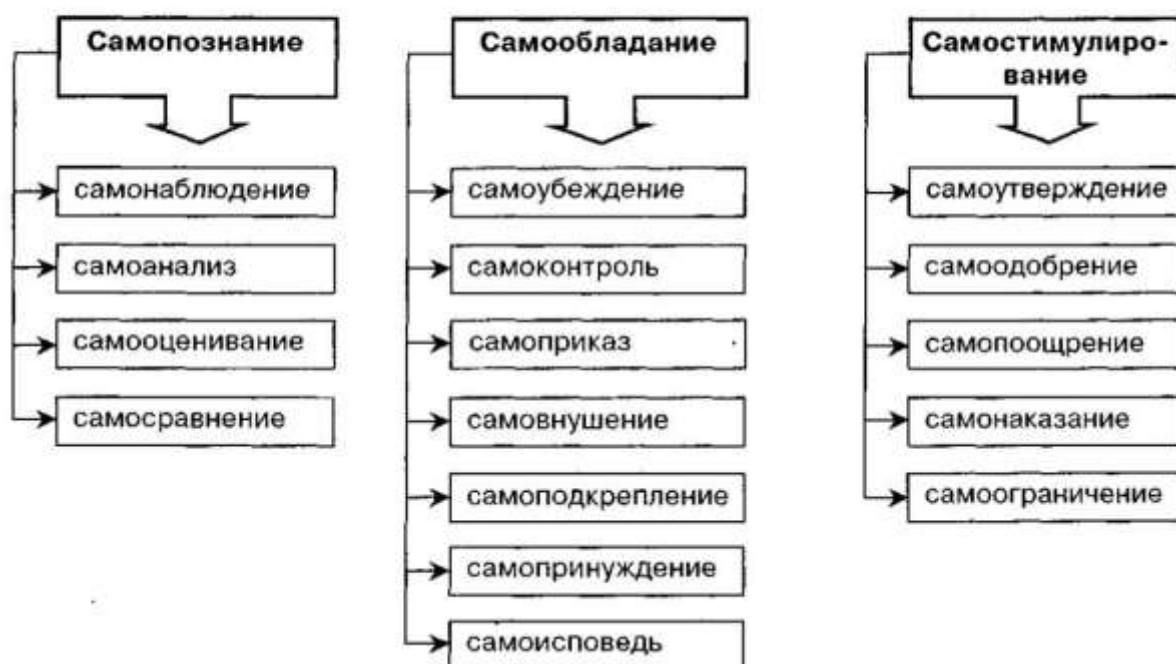 Самопознание
самонаблюдение
самоанализ
самооценивание
самосравнение
Самообладание
самоубеждение
самоконтроль
самоприказ
самовнушение
самоподкрепление
самопринуждение
самоисповедь
Самостимулиро-
вание
самоутверждение
самоодобрение
самопоощрение
самонаказание
самоограничение